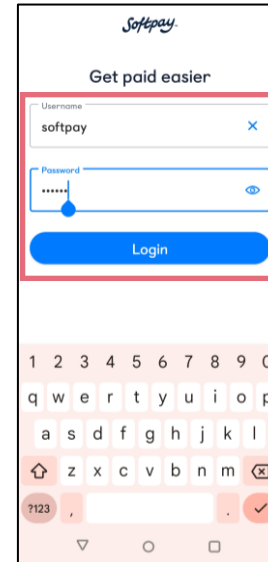 Softpay.
Get paid easier
Username
softpay
Password
••••••
Login
1 2 3 4 5 6 7 8 9 0
q w e r t y u i o p
a s d f g h j k l
z x c v b n m
?123 , .